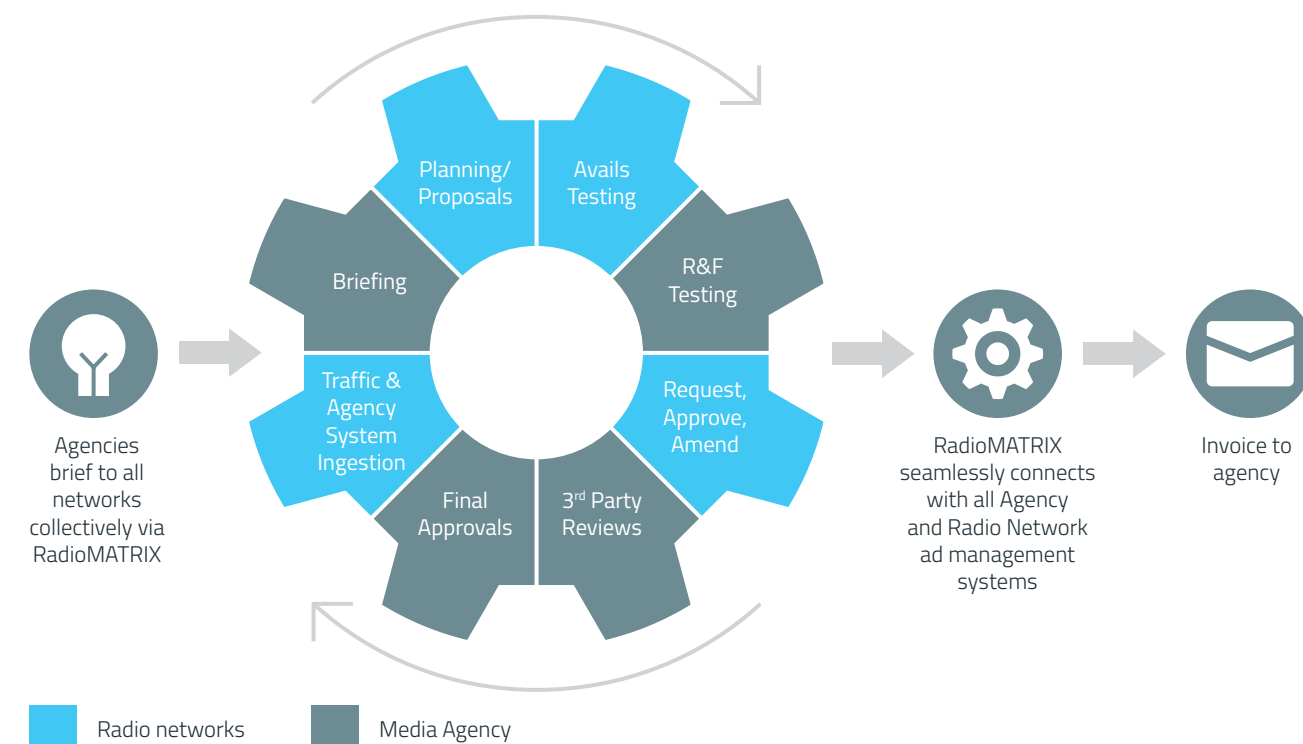 Planning/
Proposals
Avails
Testing
Briefing
R&F
Testing
Traffic &
Agency
System
Ingestion
Request,
Approve,
Amend
Final
Approvals
3rd Party
Reviews
Agencies
brief to all
networks
collectively via
RadioMATRIX
RadioMATRIX
seamlessly connects
with all Agency
and Radio Network
ad management
systems
Invoice to
agency
Radio networks
Media Agency